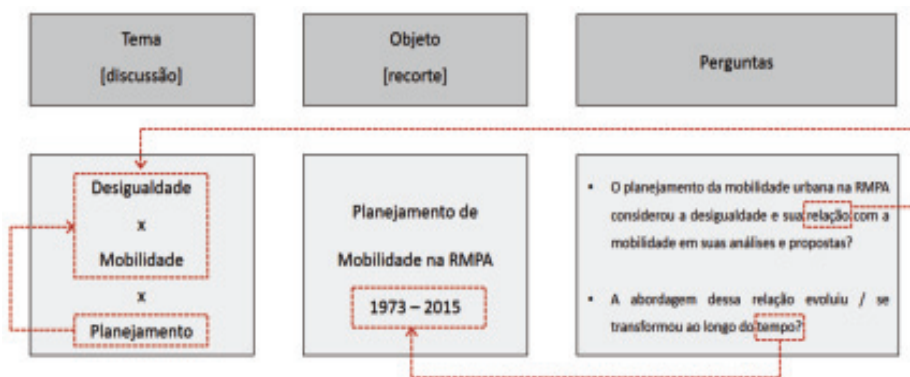 Tema
[discussão]
Objeto
[recorte]
Perguntas
Desigualdade
x
Mobilidade
x
Planejamento
Planejamento de
Mobilidade na RMPA
1973 – 2015
▪ O planejamento da mobilidade urbana na RMPA
considerou a desigualdade e sua relação com a
mobilidade em suas análises e propostas?
▪ A abordagem dessa relação evoluiu / se
transformou ao longo do tempo?